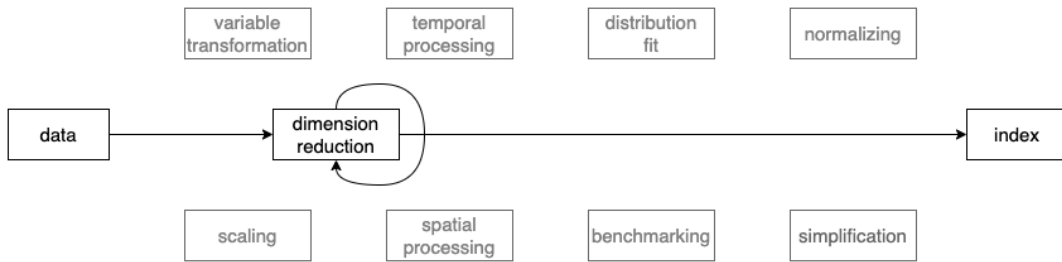 variable
transformation
temporal
processing
distribution
fit
normalizing
data
dimension
reduction
index
scaling
spatial
processing
benchmarking
simplification